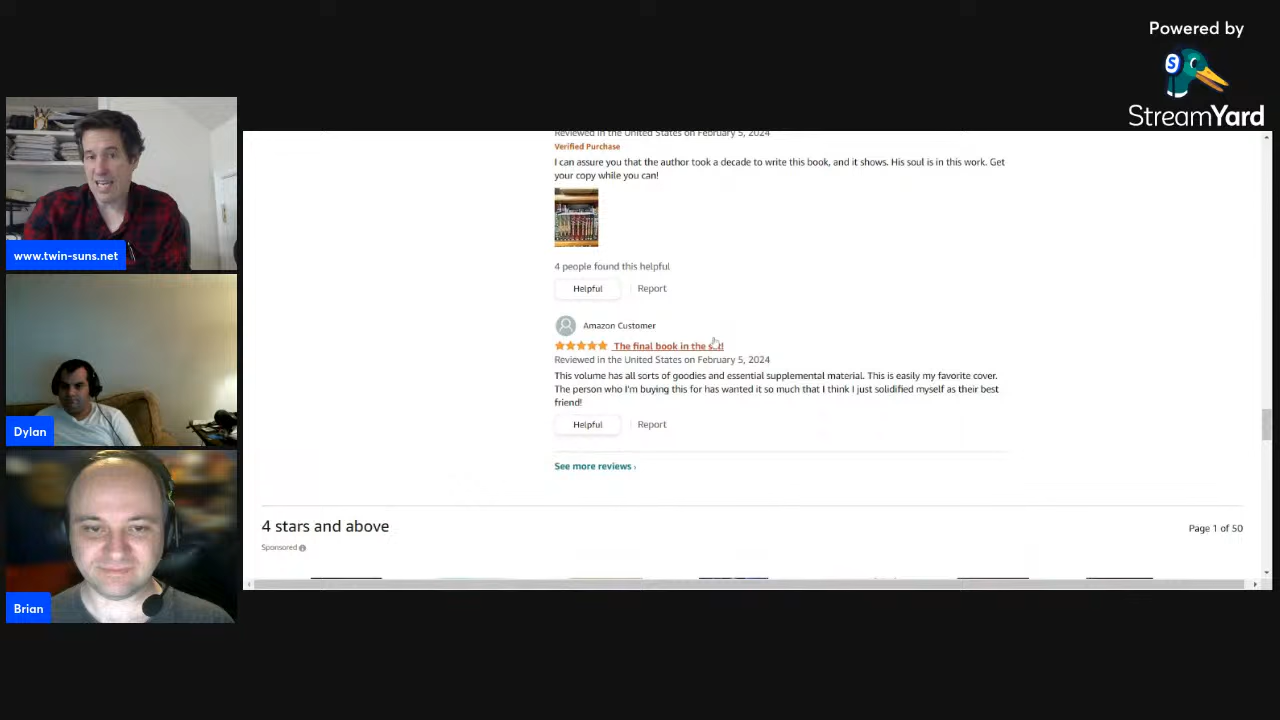 Powered by
StreamYard
www.twin-suns.net
Dylan
Brian
Reviewed in the United States on February 5, 2024
Verified Purchase
I can assure you that the author took a decade to write this book, and it shows. His soul is in this work. Get
your copy while you can!
4 people found this helpful
Helpful
Report
Amazon Customer
The final book in the set!
Reviewed in the United States on February 5, 2024
This volume has all sorts of goodies and essential supplemental material. This is easily my favorite cover.
The person who I'm buying this for has wanted it so much that I think I just solidified myself as their best
friend!
Helpful
Report
See more reviews ›
4 stars and above
Page 1 of 50
Sponsored